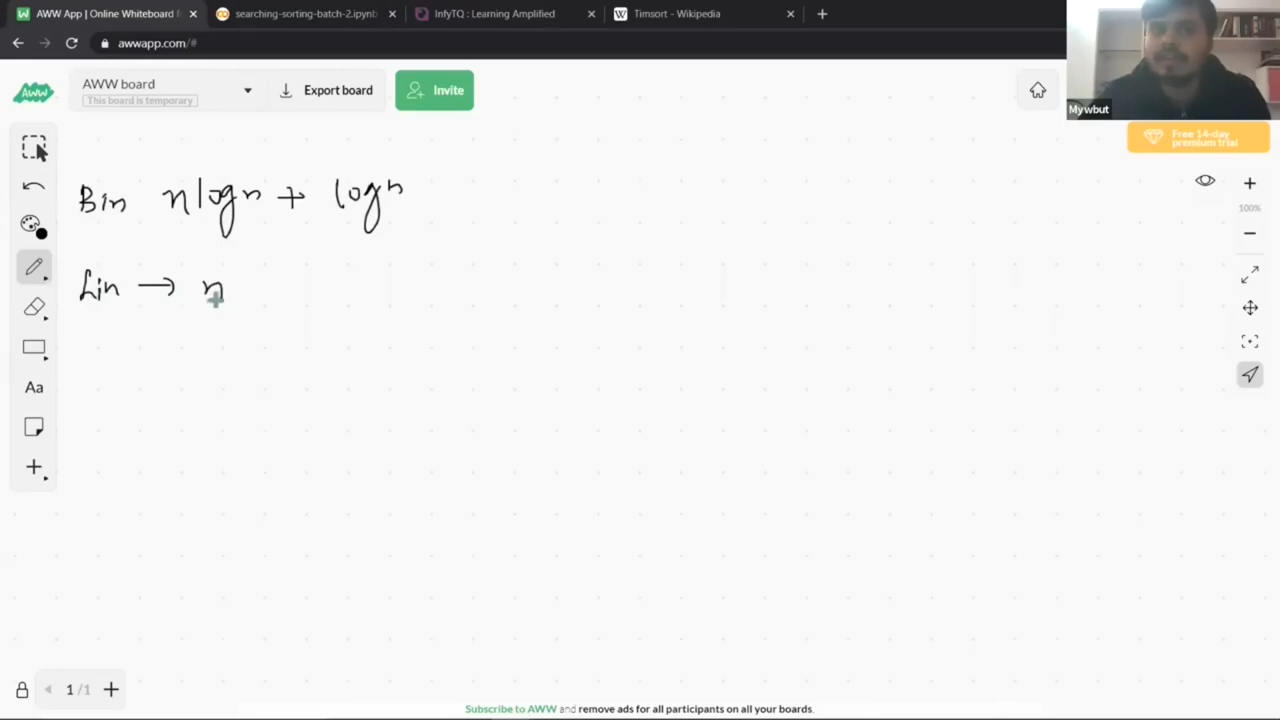 AWW App | Online Whiteboard f
searching-sorting-batch-2.ipynb
InfyTQ : Learning Amplified
Timsort - Wikipedia
awwapp.com/#
AWW
AWW board
This board is temporary
Export board
Invite
Mywbut
Free 14-day
premium trial
100%
Bin nlogn + logn
Lin → n
Aa
1 /1
Subscribe to AWW and remove ads for all participants on all your boards.